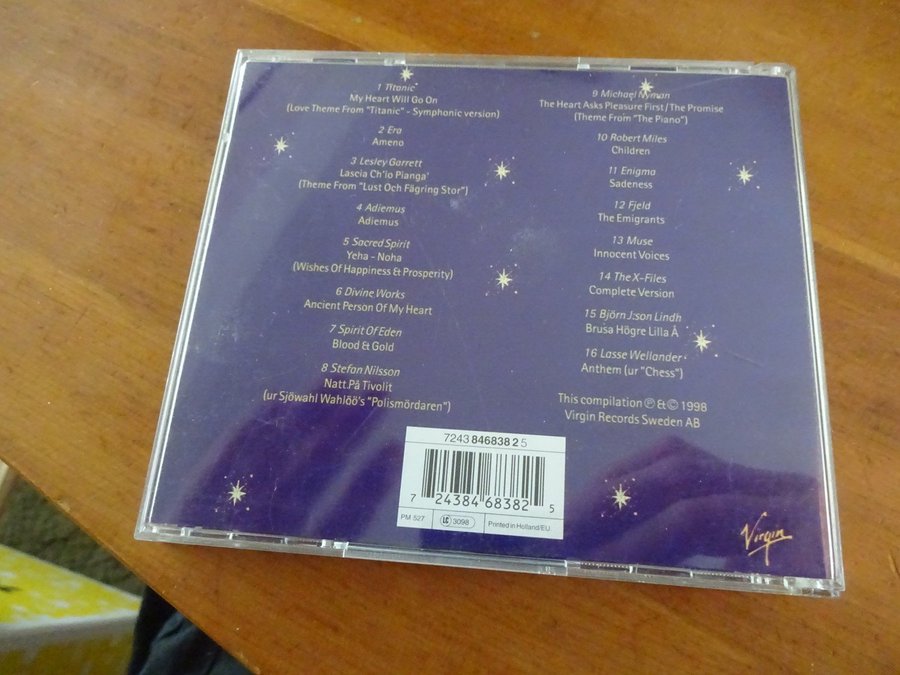 1 Titanic
My Heart Will Go On
(Love Theme From "Titanic" - Symphonic version)
2 Era
Ameno
3 Lesley Garrett
Lascia Ch'Io Pianga'
(Theme From "Lust Och Fägring Stor")
4 Adiemus
Adiemus
5 Sacred Spirit
Yeha - Noha
(Wishes Of Happiness & Prosperity)
6 Divine Works
Ancient Person Of My Heart
7 Spirit Of Eden
Blood & Gold
8 Stefan Nilsson
Natt På Tivolit
(ur Sjöwahl Wahlöö's "Polismördaren")
9 Michael Nyman
The Heart Asks Pleasure First/The Promise
(Theme From "The Piano")
10 Robert Miles
Children
11 Enigma
Sadeness
12 Fjeld
The Emigrants
13 Muse
Innocent Voices
14 The X-Files
Complete Version
15 Björn J:son Lindh
Brusa Högre Lilla Å
16 Lasse Wellander
Anthem (ur "Chess")
This compilation ℗ & © 1998
Virgin Records Sweden AB
7243 846838 2 5
7 24384 68382 5
PM 527 LC 3098 Printed in Holland/EU
Virgin